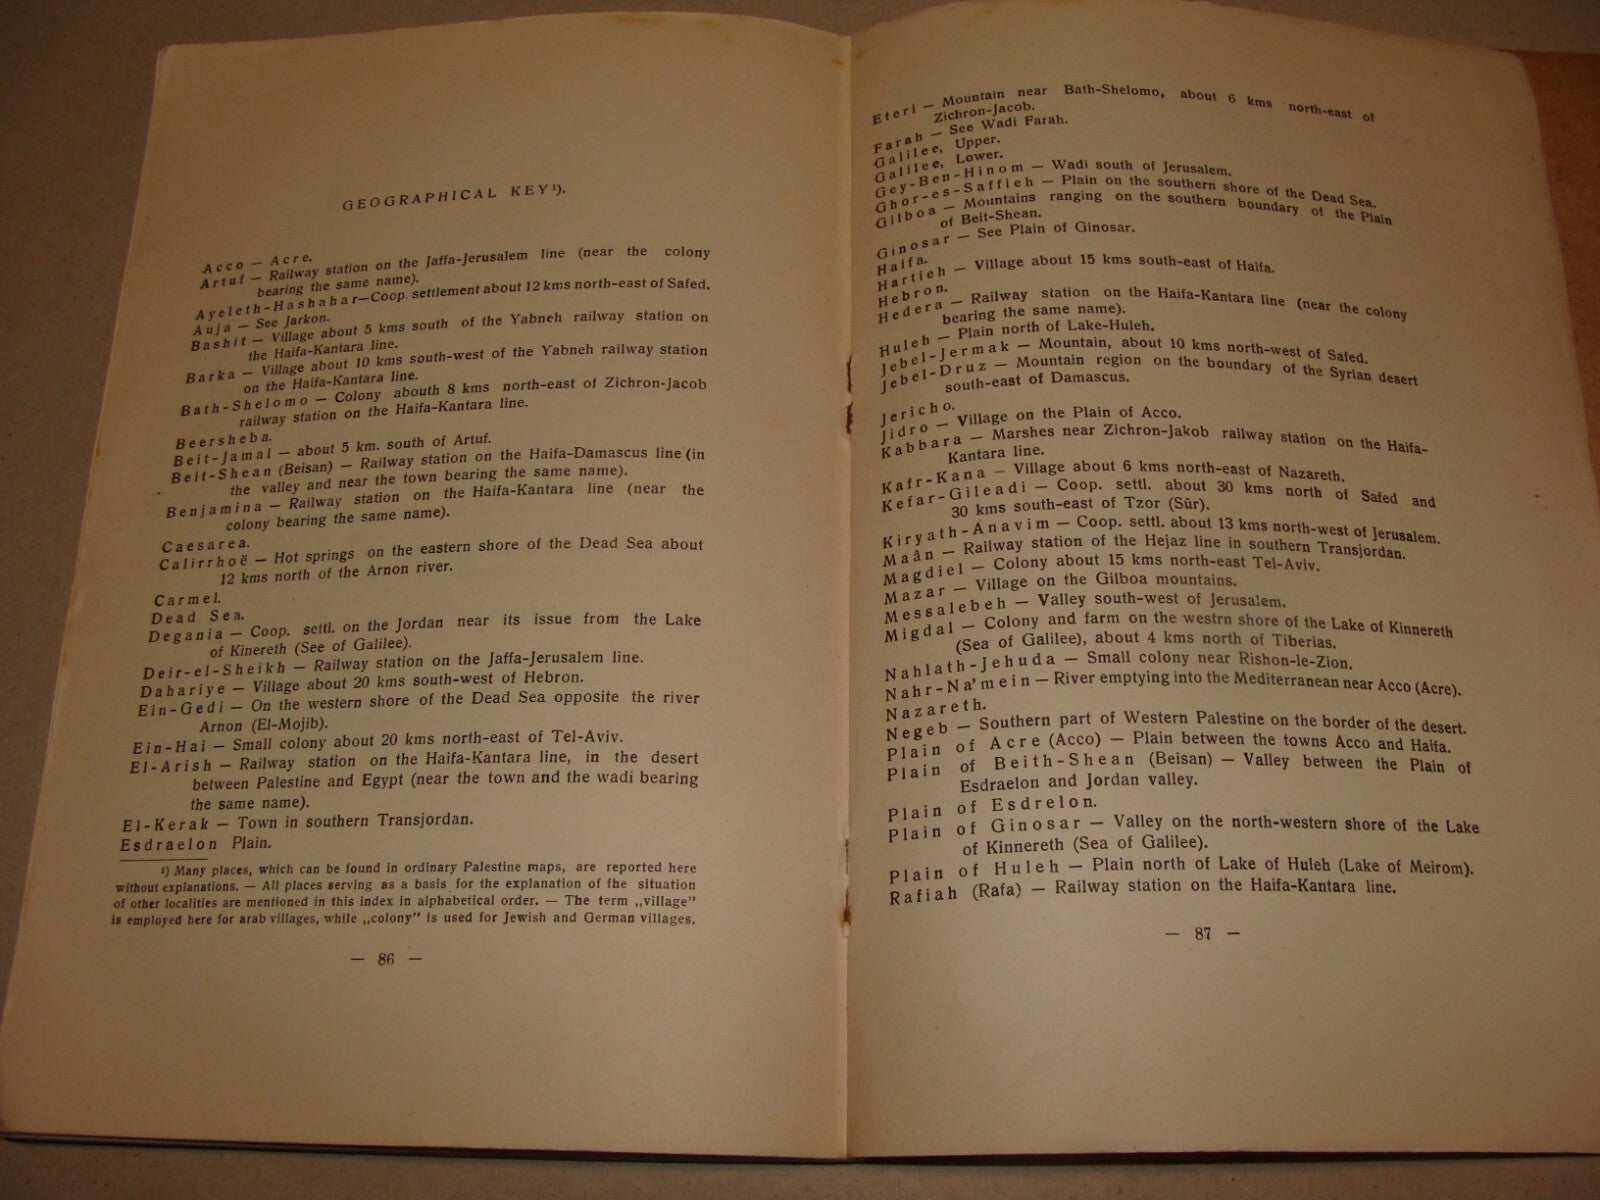 GEOGRAPHICAL KEY¹).
Acco — Acre.
Artuf — Railway station on the Jaffa-Jerusalem line (near the colony
bearing the same name).
Ayeleth-Hashahar—Coop. settlement about 12 kms north-east of Safed.
Auja — See Jarkon.
Bashit — Village about 5 kms south of the Yabneh railway station on
the Haifa-Kantara line.
Barka — Village about 10 kms south-west of the Yabneh railway station
on the Haifa-Kantara line.
Bath-Shelomo — Colony abouth 8 kms north-east of Zichron-Jacob
railway station on the Haifa-Kantara line.
Beersheba.
Beit-Jamal — about 5 km. south of Artuf.
Beit-Shean (Beisan) — Railway station on the Haifa-Damascus line (in
the valley and near the town bearing the same name).
Benjamina — Railway station on the Haifa-Kantara line (near the
colony bearing the same name).
Caesarea.
Calirrhoë — Hot springs on the eastern shore of the Dead Sea about
12 kms north of the Arnon river.
Carmel.
Dead Sea.
Degania — Coop. settl. on the Jordan near its issue from the Lake
of Kinereth (See of Galilee).
Deir-el-Sheikh — Railway station on the Jaffa-Jerusalem line.
Dahariye — Village about 20 kms south-west of Hebron.
Ein-Gedi — On the western shore of the Dead Sea opposite the river
Arnon (El-Mojib).
Ein-Hai — Small colony about 20 kms north-east of Tel-Aviv.
El-Arish — Railway station on the Haifa-Kantara line, in the desert
between Palestine and Egypt (near the town and the wadi bearing
the same name).
El-Kerak — Town in southern Transjordan.
Esdraelon Plain.
¹) Many places, which can be found in ordinary Palestine maps, are reported here
without explanations. — All places serving as a basis for the explanation of fhe situation
of other localities are mentioned in this index in alphabetical order. — The term „village”
is employed here for arab villages, while „colony” is used for Jewish and German villages.
— 86 —
Eteri — Mountain near Bath-Shelomo, about 6 kms north-east of
Zichron-Jacob.
Farah — See Wadi Farah.
Galilee, Upper.
Galilee, Lower.
Gey-Ben-Hinom — Wadi south of Jerusalem.
Ghor-es-Saffieh — Plain on the southern shore of the Dead Sea.
Gilboa — Mountains ranging on the southern boundary of the Plain
of Beit-Shean.
Ginosar — See Plain of Ginosar.
Haifa.
Hartieh — Village about 15 kms south-east of Haifa.
Hebron.
Hedera — Railway station on the Haifa-Kantara line (near the colony
bearing the same name).
Huleh — Plain north of Lake-Huleh.
Jebel-Jermak — Mountain, about 10 kms north-west of Safed.
Jebel-Druz — Mountain region on the boundary of the Syrian desert
south-east of Damascus.
Jericho.
Jidro — Village on the Plain of Acco.
Kabbara — Marshes near Zichron-Jakob railway station on the Haifa-
Kantara line.
Kafr-Kana — Village about 6 kms north-east of Nazareth.
Kefar-Gileadi — Coop. settl. about 30 kms north of Safed and
30 kms south-east of Tzor (Sûr).
Kiryath-Anavim — Coop. settl. about 13 kms north-west of Jerusalem.
Maân — Railway station of the Hejaz line in southern Transjordan.
Magdiel — Colony about 15 kms north-east Tel-Aviv.
Mazar — Village on the Gilboa mountains.
Messalebeh — Valley south-west of Jerusalem.
Migdal — Colony and farm on the westrn shore of the Lake of Kinnereth
(Sea of Galilee), about 4 kms north of Tiberias.
Nahlath-Jehuda — Small colony near Rishon-le-Zion.
Nahr-Na’mein — River emptying into the Mediterranean near Acco (Acre).
Nazareth.
Negeb — Southern part of Western Palestine on the border of the desert.
Plain of Acre (Acco) — Plain between the towns Acco and Haifa.
Plain of Beith-Shean (Beisan) — Valley between the Plain of
Esdraelon and Jordan valley.
Plain of Esdrelon.
Plain of Ginosar — Valley on the north-western shore of the Lake
of Kinnereth (Sea of Galilee).
Plain of Huleh — Plain north of Lake of Huleh (Lake of Meirom).
Rafiah (Rafa) — Railway station on the Haifa-Kantara line.
— 87 —